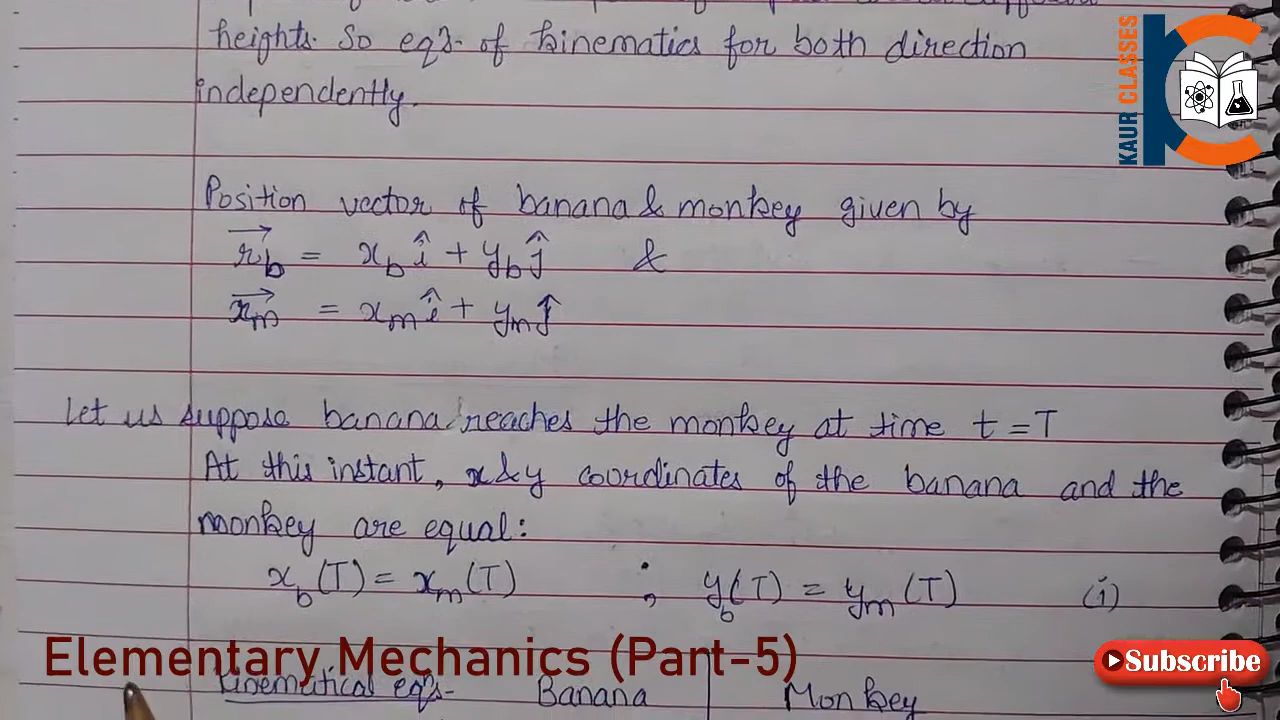 heights. So eqs. of kinematics for both direction
independently.
Position vector of banana & monkey given by
r⃗b = xb î + yb ĵ &
x⃗m = xm î + ym ĵ
Let us suppose banana reaches the monkey at time t = T
At this instant, x & y coordinates of the banana and the
monkey are equal:
xb (T) = xm (T) ; yb (T) = ym (T) (i)
Kinematical eqs- Banana Monkey
Elementary Mechanics (Part-5)
KAUR CLASSES
Subscribe